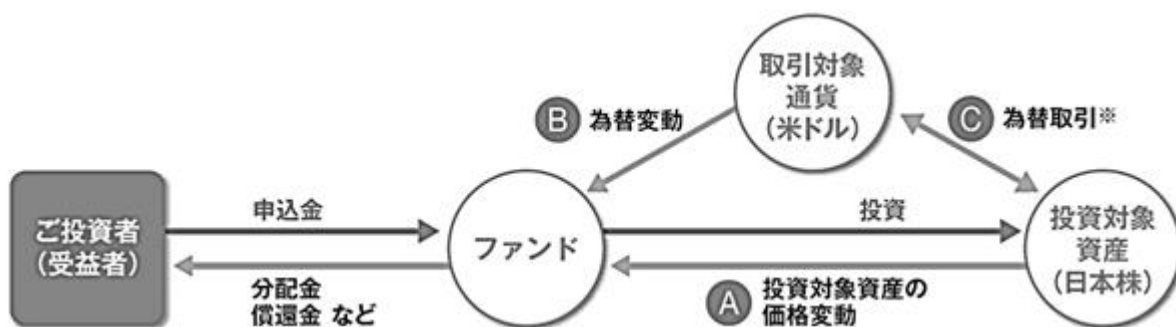 取引対象
通貨
（米ドル）
B 為替変動
C 為替取引※
ご投資者
（受益者）
申込金
ファンド
投資
投資対象
資産
（日本株）
分配金
償還金 など
A 投資対象資産の
価格変動